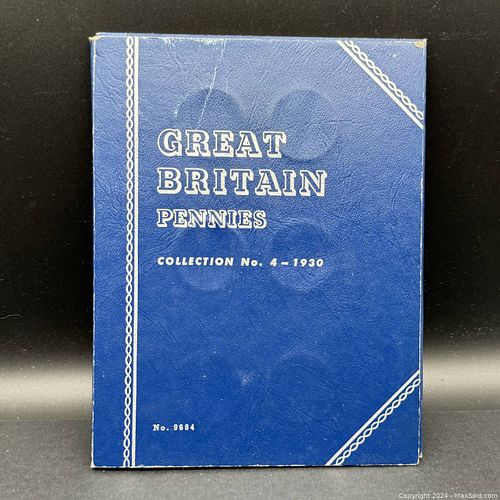 GREAT
BRITAIN
PENNIES
COLLECTION No. 4 – 1930
No. 9684
Copyright 2024 - MaxSold.com